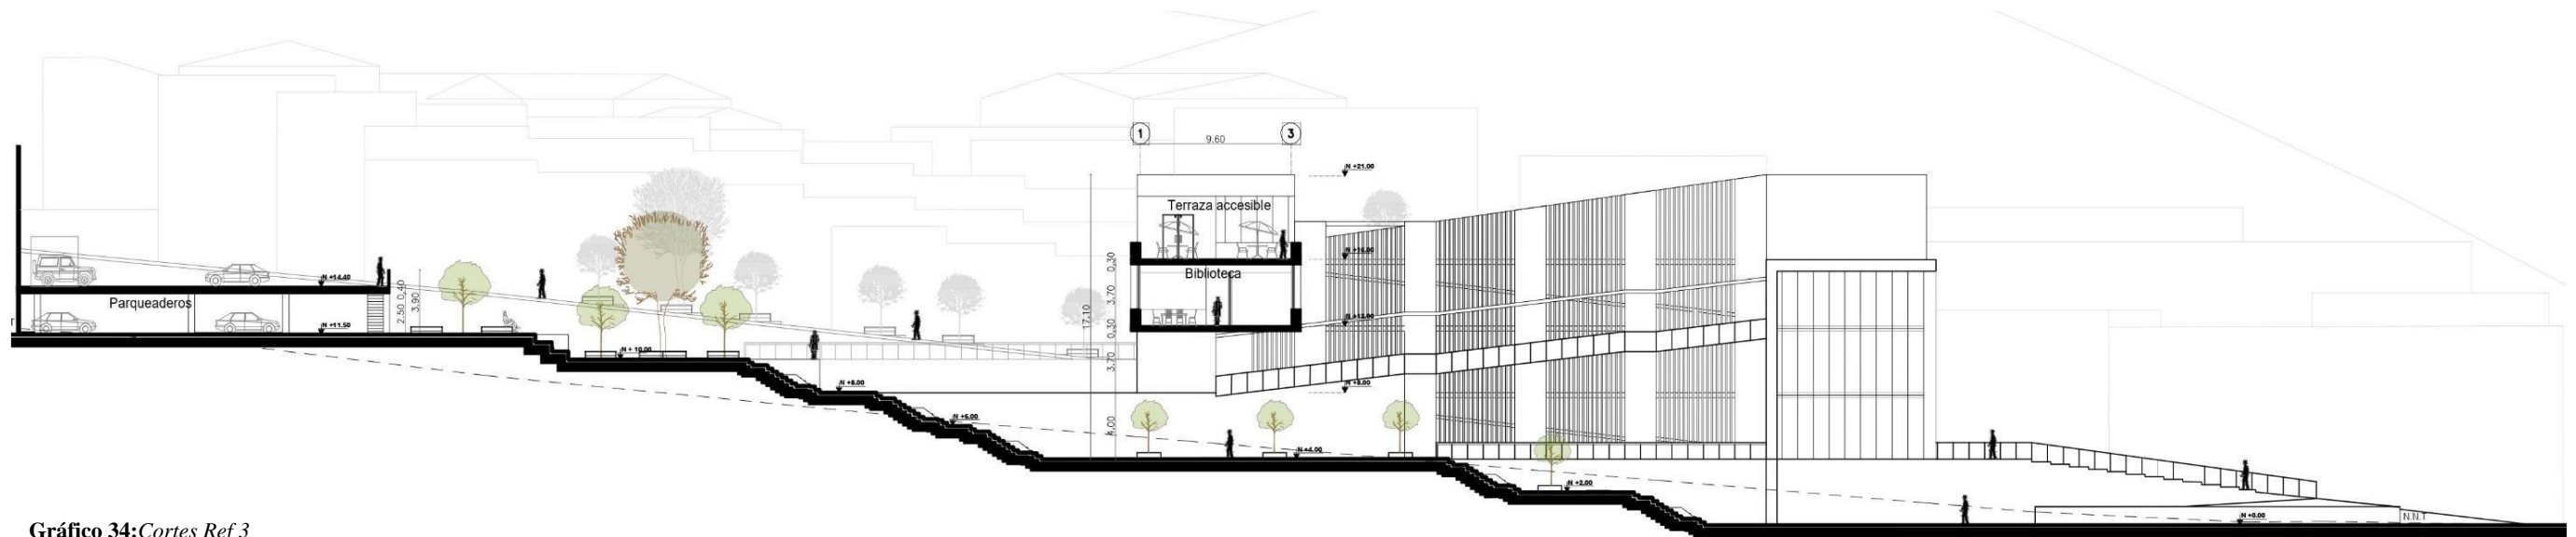 1
3
9.60
N +21.00
Terraza accesible
N +16.00
0,30
Biblioteca
N +14.40
2.50 0,40
3,90
Parqueaderos
3,70
N +11.50
N +12.00
17,10
0,30
N + 10.00
3,70
N +8.00
N +8.00
N +6.00
4,00
N +4.00
N +2.00
N +0.00
N.N.T
Gráfico 34:Cortes Ref 3